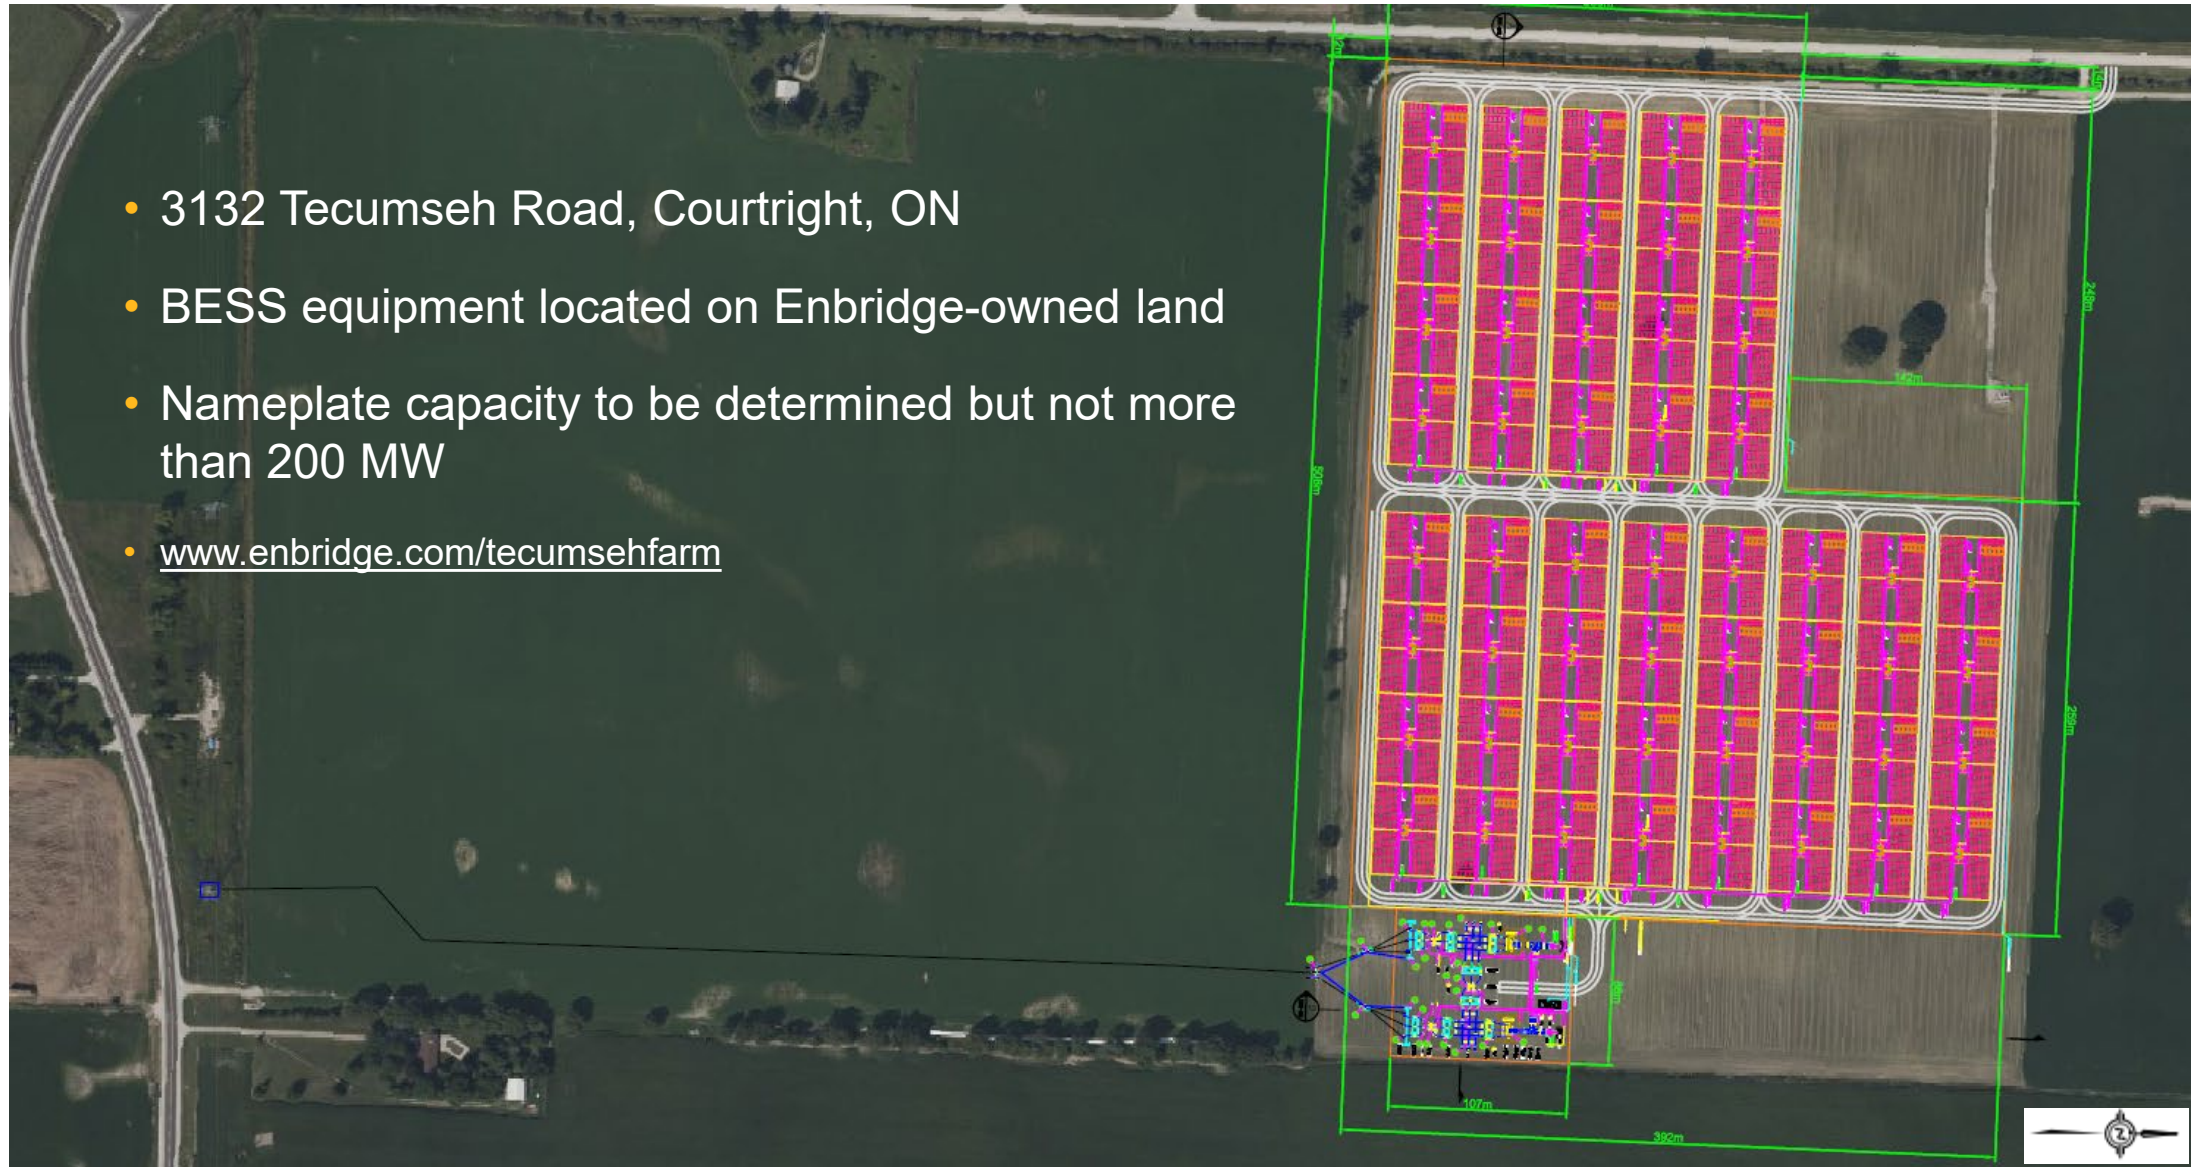 • 3132 Tecumseh Road, Courtright, ON
• BESS equipment located on Enbridge-owned land
• Nameplate capacity to be determined but not more
than 200 MW
• www.enbridge.com/tecumsehfarm
248m
142m
508m
259m
107m
392m
Z